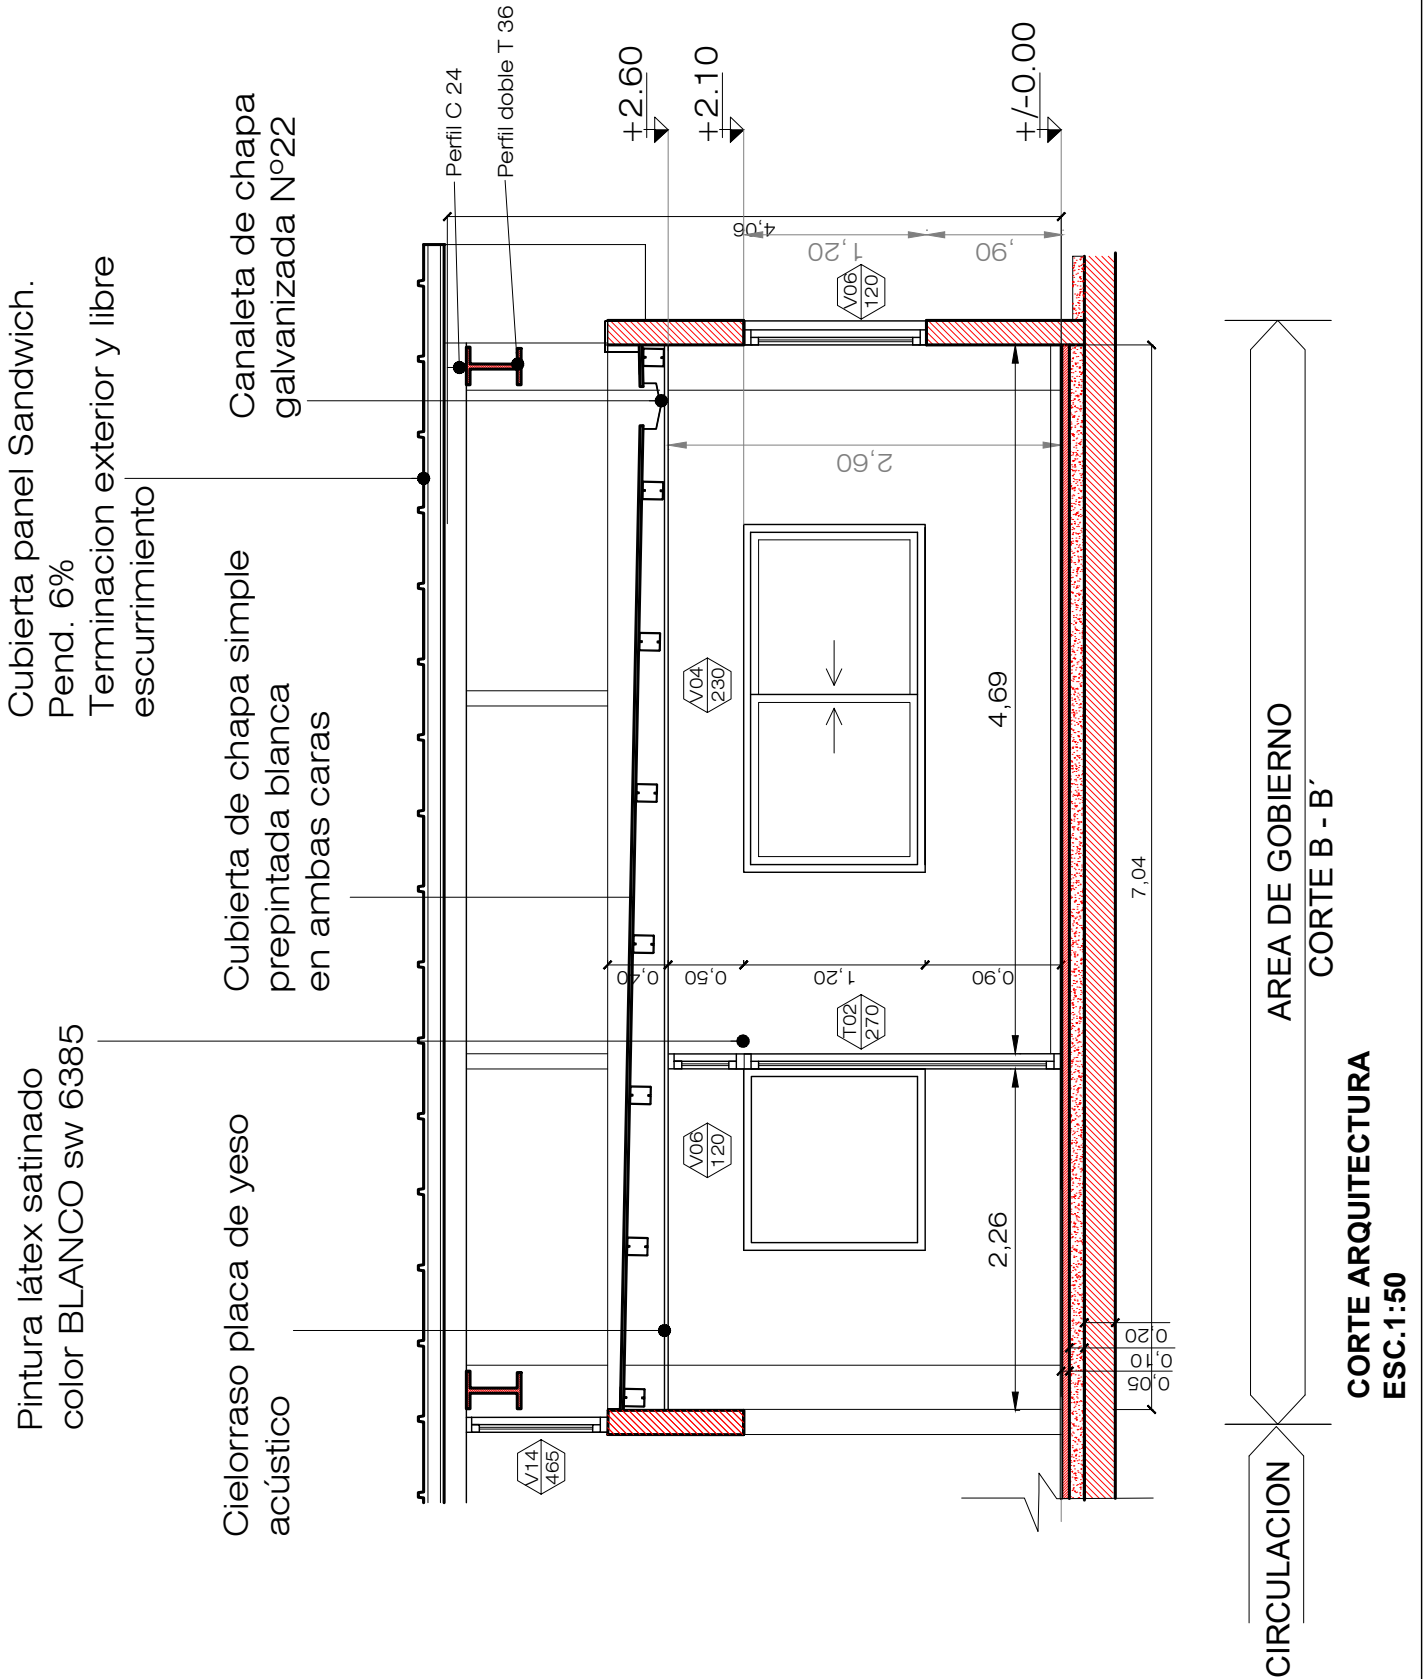 Pintura látex satinado
color BLANCO sw 6385
Cubierta panel Sandwich.
Pend. 6%
Terminacion exterior y libre
escurrimiento
Cielorraso placa de yeso
acústico
Cubierta de chapa simple
prepintada blanca
en ambas caras
Canaleta de chapa
galvanizada Nº22
Perfil C 24
Perfil doble T 36
V14
465
+2.60
+2.10
+/-0.00
4,06
1,20
,90
V06
120
2,60
V04
230
V06
120
0,40
0,50
1,20
0,90
T02
270
2,26
4,69
7,04
0,05
0,10
0,20
CIRCULACION
AREA DE GOBIERNO
CORTE B - B´
CORTE ARQUITECTURA
ESC.1:50